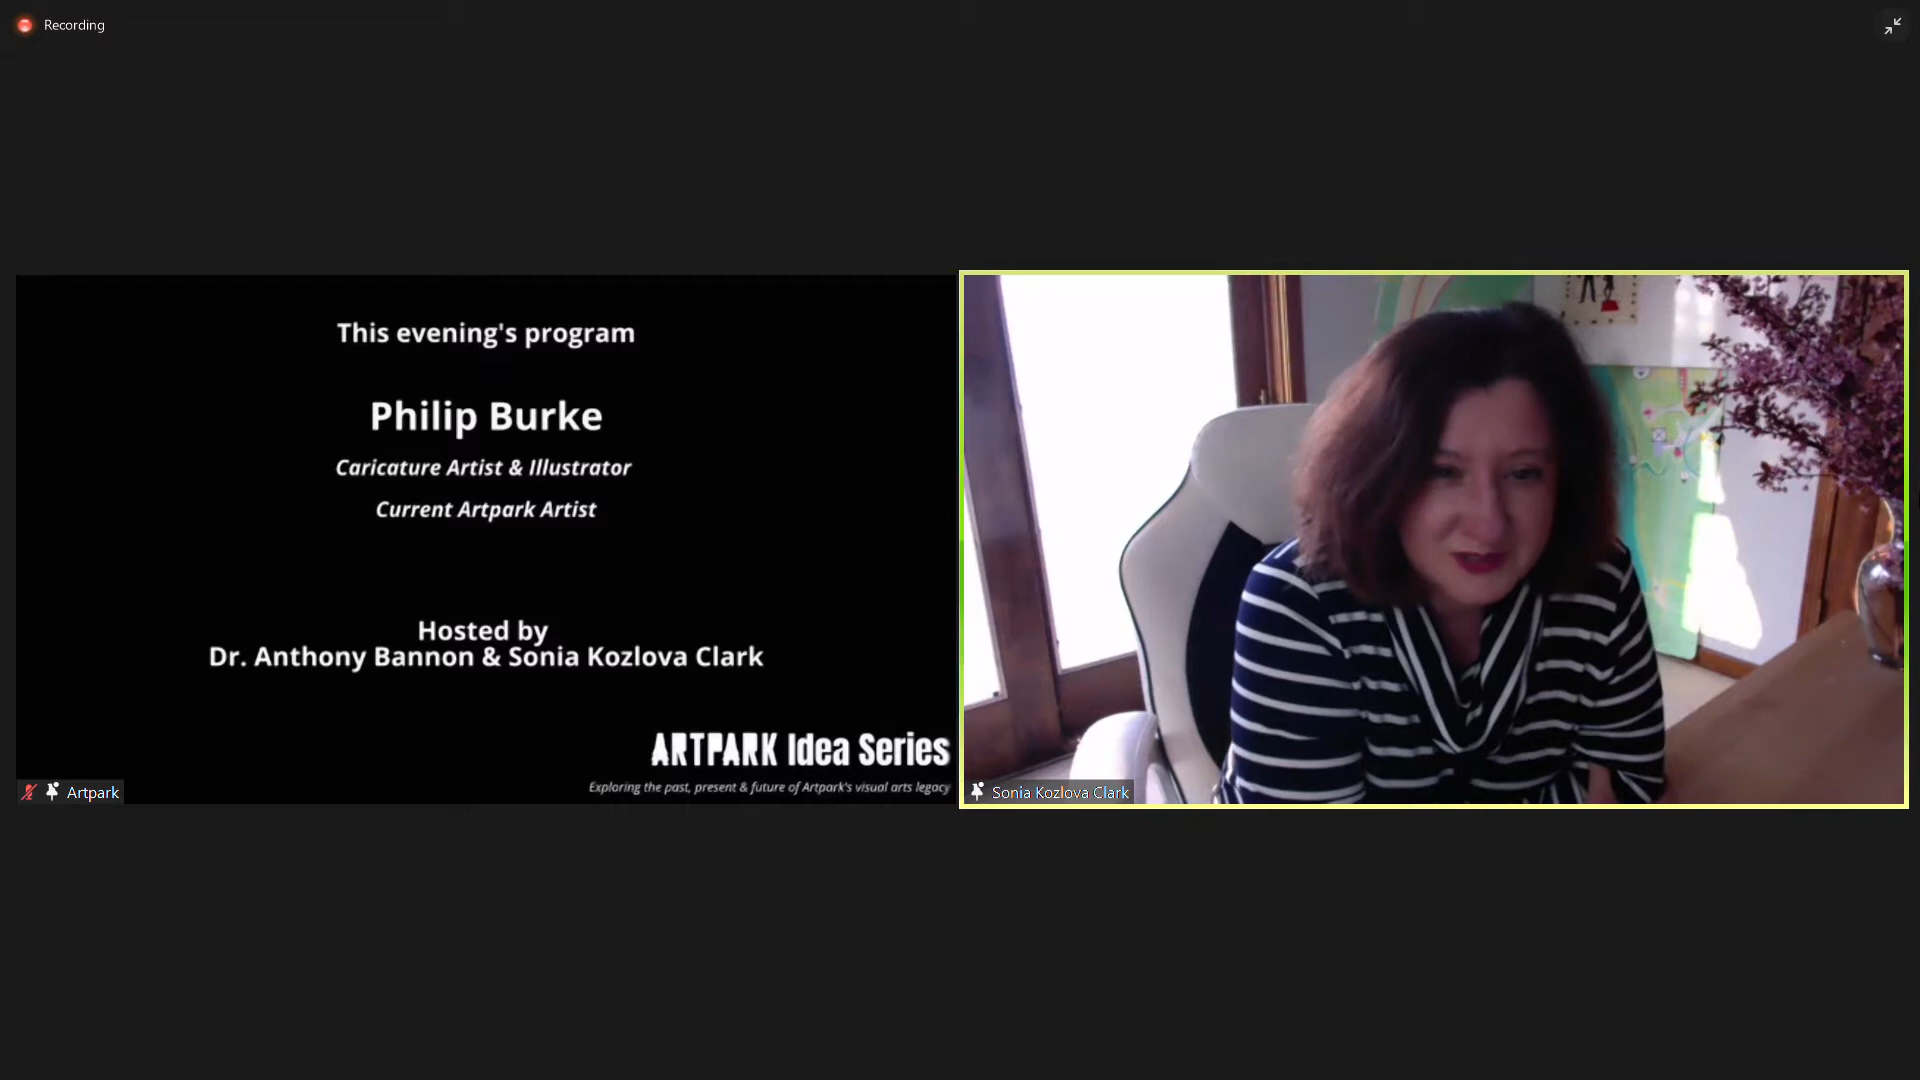 Recording
This evening's program
Philip Burke
Caricature Artist & Illustrator
Current Artpark Artist
Hosted by
Dr. Anthony Bannon & Sonia Kozlova Clark
ARTPARK Idea Series
Exploring the past, present & future of Artpark's visual arts legacy
Artpark
Sonia Kozlova Clark